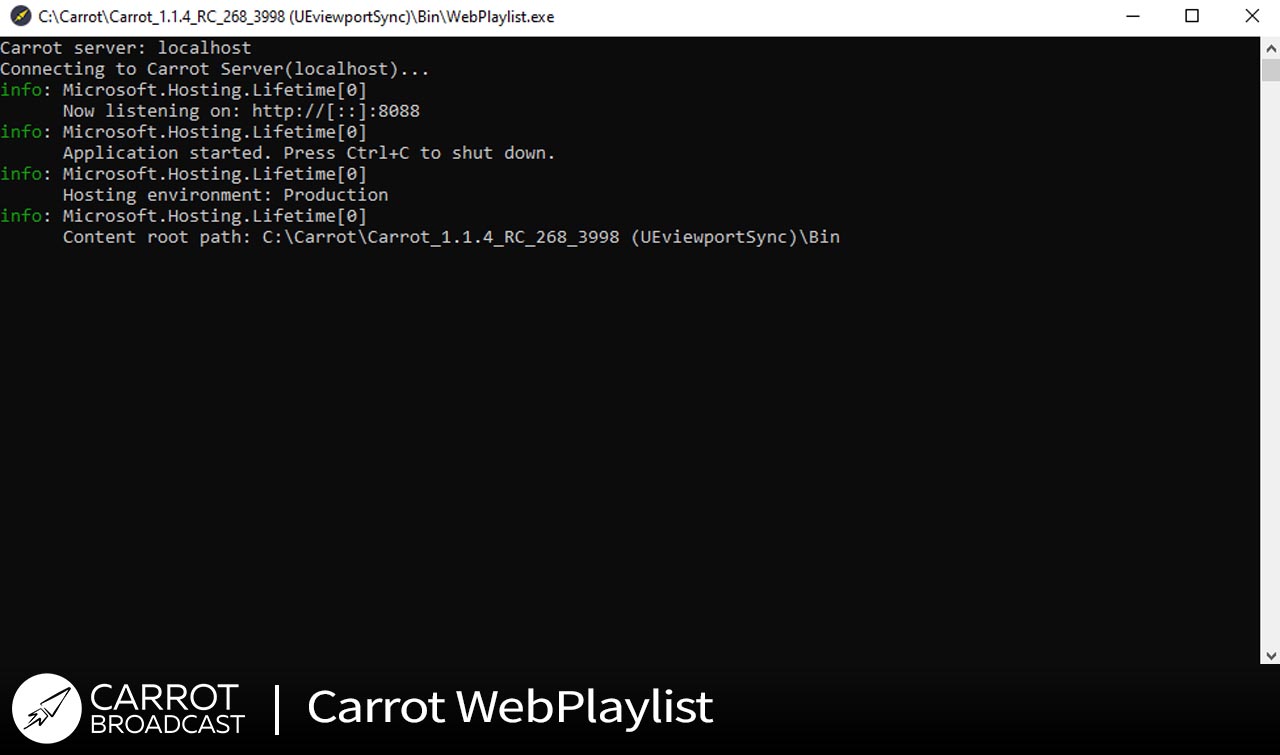 C:\Carrot\Carrot_1.1.4_RC_268_3998 (UEviewportSync)\Bin\WebPlaylist.exe
Carrot server: localhost
Connecting to Carrot Server(localhost)...
info: Microsoft.Hosting.Lifetime[0]
Now listening on: http://[::]:8088
info: Microsoft.Hosting.Lifetime[0]
Application started. Press Ctrl+C to shut down.
info: Microsoft.Hosting.Lifetime[0]
Hosting environment: Production
info: Microsoft.Hosting.Lifetime[0]
Content root path: C:\Carrot\Carrot_1.1.4_RC_268_3998 (UEviewportSync)\Bin
CARROT
BROADCAST
Carrot WebPlaylist